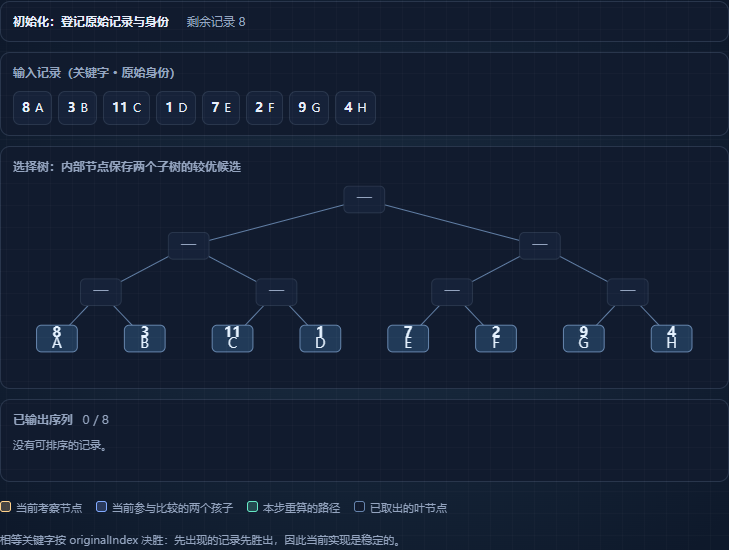 初始化：登记原始记录与身份 剩余记录 8
输入记录（关键字·原始身份）
8 A 3 B 11 C 1 D 7 E 2 F 9 G 4 H
选择树：内部节点保存两个子树的较优候选
—
— —
— — — —
8 3 11 1 7 2 9 4
A B C D E F G H
已输出序列 0 / 8
没有可排序的记录。
当前考察节点 当前参与比较的两个孩子 本步重算的路径 已取出的叶节点
相等关键字按 originalIndex 决胜：先出现的记录先胜出，因此当前实现是稳定的。